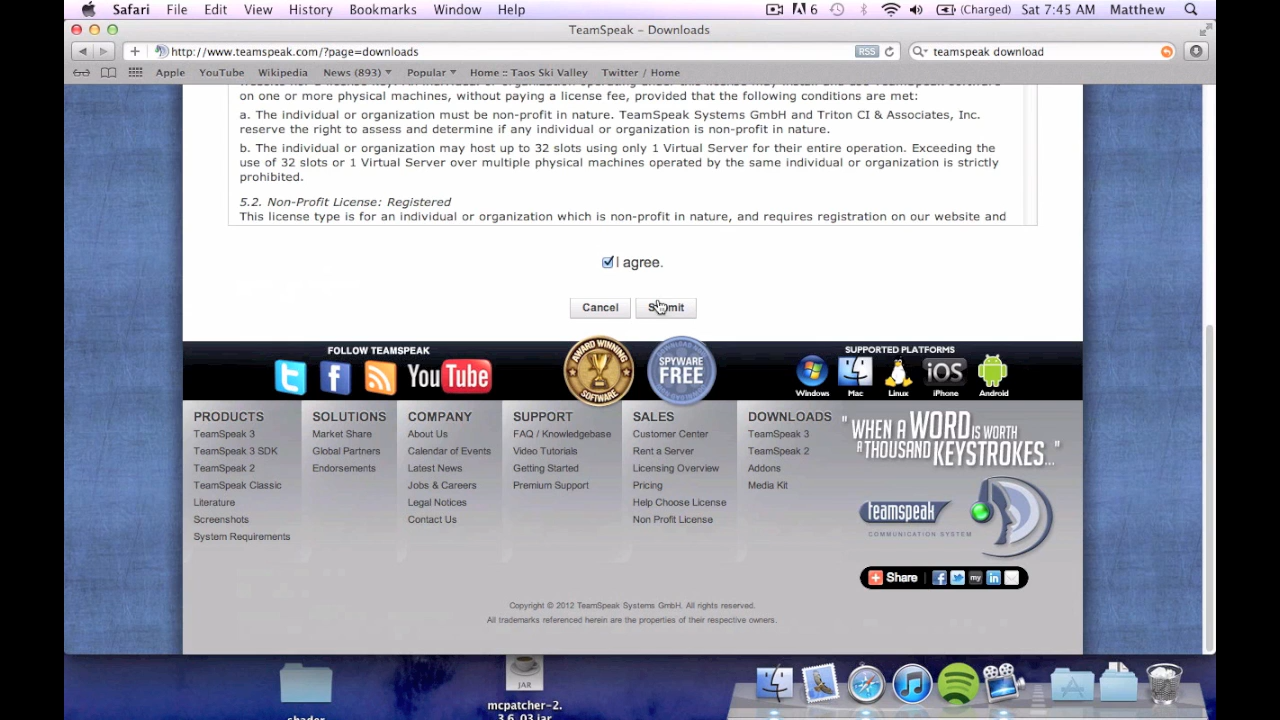 Safari File Edit View History Bookmarks Window Help 6 (Charged) Sat 7:45 AM Matthew
TeamSpeak – Downloads
http://www.teamspeak.com/?page=downloads RSS teamspeak download
Apple YouTube Wikipedia News (893) Popular Home :: Taos Ski Valley Twitter / Home
on one or more physical machines, without paying a license fee, provided that the following conditions are met:
a. The individual or organization must be non-profit in nature. TeamSpeak Systems GmbH and Triton CI & Associates, Inc.
reserve the right to assess and determine if any individual or organization is non-profit in nature.
b. The individual or organization may host up to 32 slots using only 1 Virtual Server for their entire operation. Exceeding the
use of 32 slots or 1 Virtual Server over multiple physical machines operated by the same individual or organization is strictly
prohibited.
5.2. Non-Profit License: Registered
This license type is for an individual or organization which is non-profit in nature, and requires registration on our website and
I agree.
Cancel Submit
FOLLOW TEAMSPEAK
You Tube
AWARD WINNING SOFTWARE
SPYWARE FREE
SUPPORTED PLATFORMS
iOS
Windows Mac Linux iPhone Android
PRODUCTS
TeamSpeak 3
TeamSpeak 3 SDK
TeamSpeak 2
TeamSpeak Classic
Literature
Screenshots
System Requirements
SOLUTIONS
Market Share
Global Partners
Endorsements
COMPANY
About Us
Calendar of Events
Latest News
Jobs & Careers
Legal Notices
Contact Us
SUPPORT
FAQ / Knowledgebase
Video Tutorials
Getting Started
Premium Support
SALES
Customer Center
Rent a Server
Licensing Overview
Pricing
Help Choose License
Non Profit License
DOWNLOADS
TeamSpeak 3
TeamSpeak 2
Addons
Media Kit
" WHEN A WORD IS WORTH
A THOUSAND KEYSTROKES... "
teamspeak
COMMUNICATION SYSTEM
Share my in
Copyright © 2012 TeamSpeak Systems GmbH. All rights reserved.
All trademarks referenced herein are the properties of their respective owners.
JAR
mcpatcher-2.
3.6_03.jar
shader